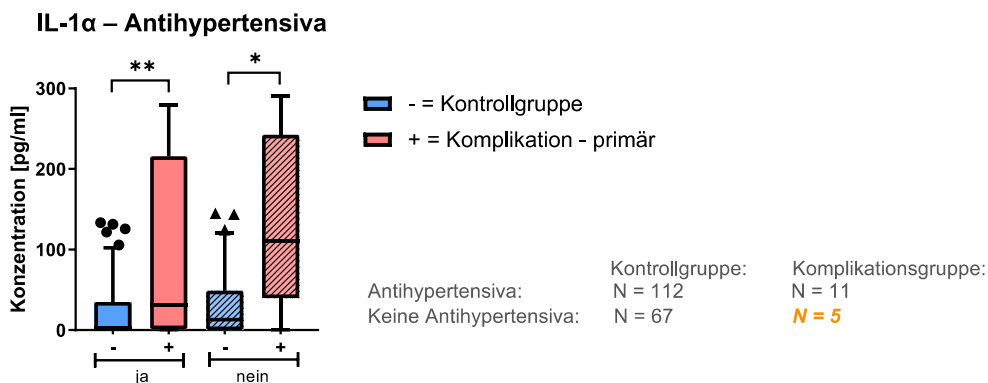 IL-1α – Antihypertensiva
** *
Konzentration [pg/ml]
300
200
100
0
- + - +
ja nein
- = Kontrollgruppe
+ = Komplikation - primär
Kontrollgruppe: Komplikationsgruppe:
Antihypertensiva: N = 112 N = 11
Keine Antihypertensiva: N = 67 N = 5